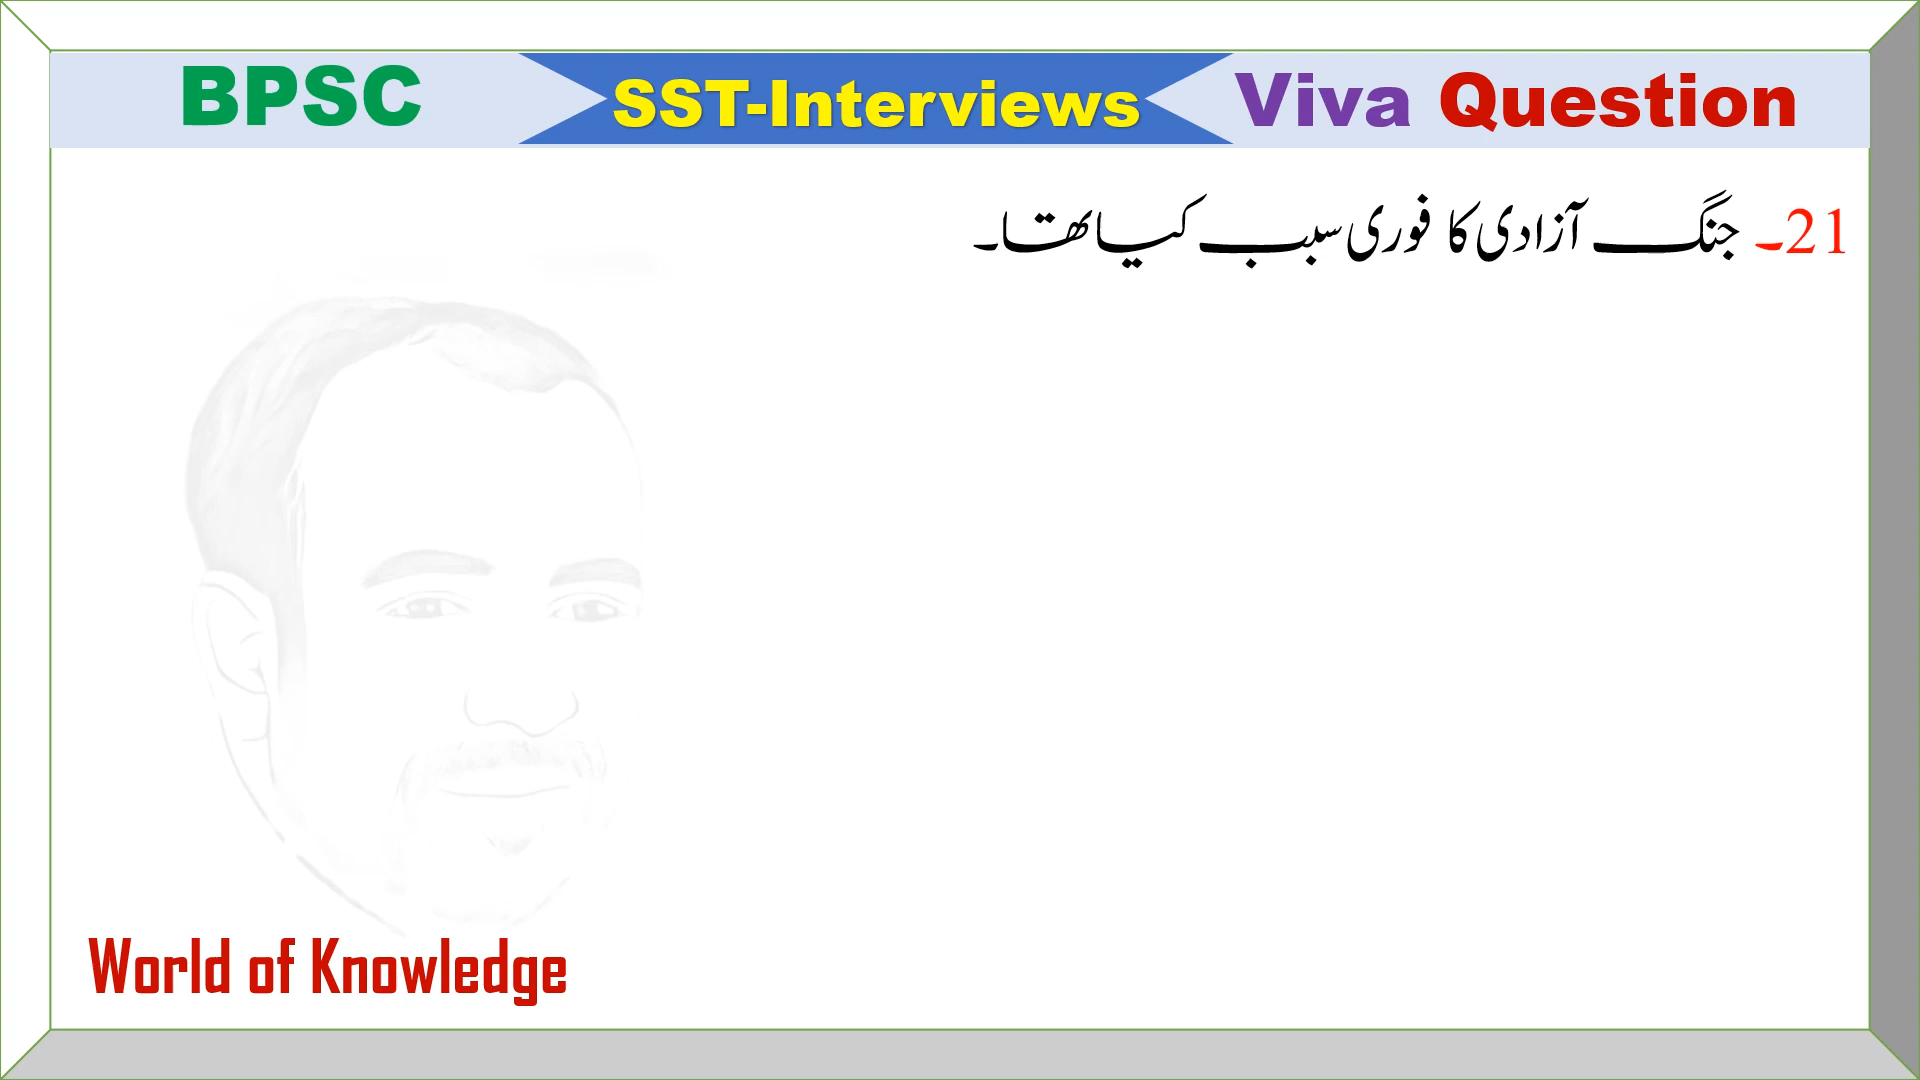 BPSC SST-Interviews Viva Question
21۔ جنگ آزادی کا فوری سبب کیا تھا۔
World of Knowledge